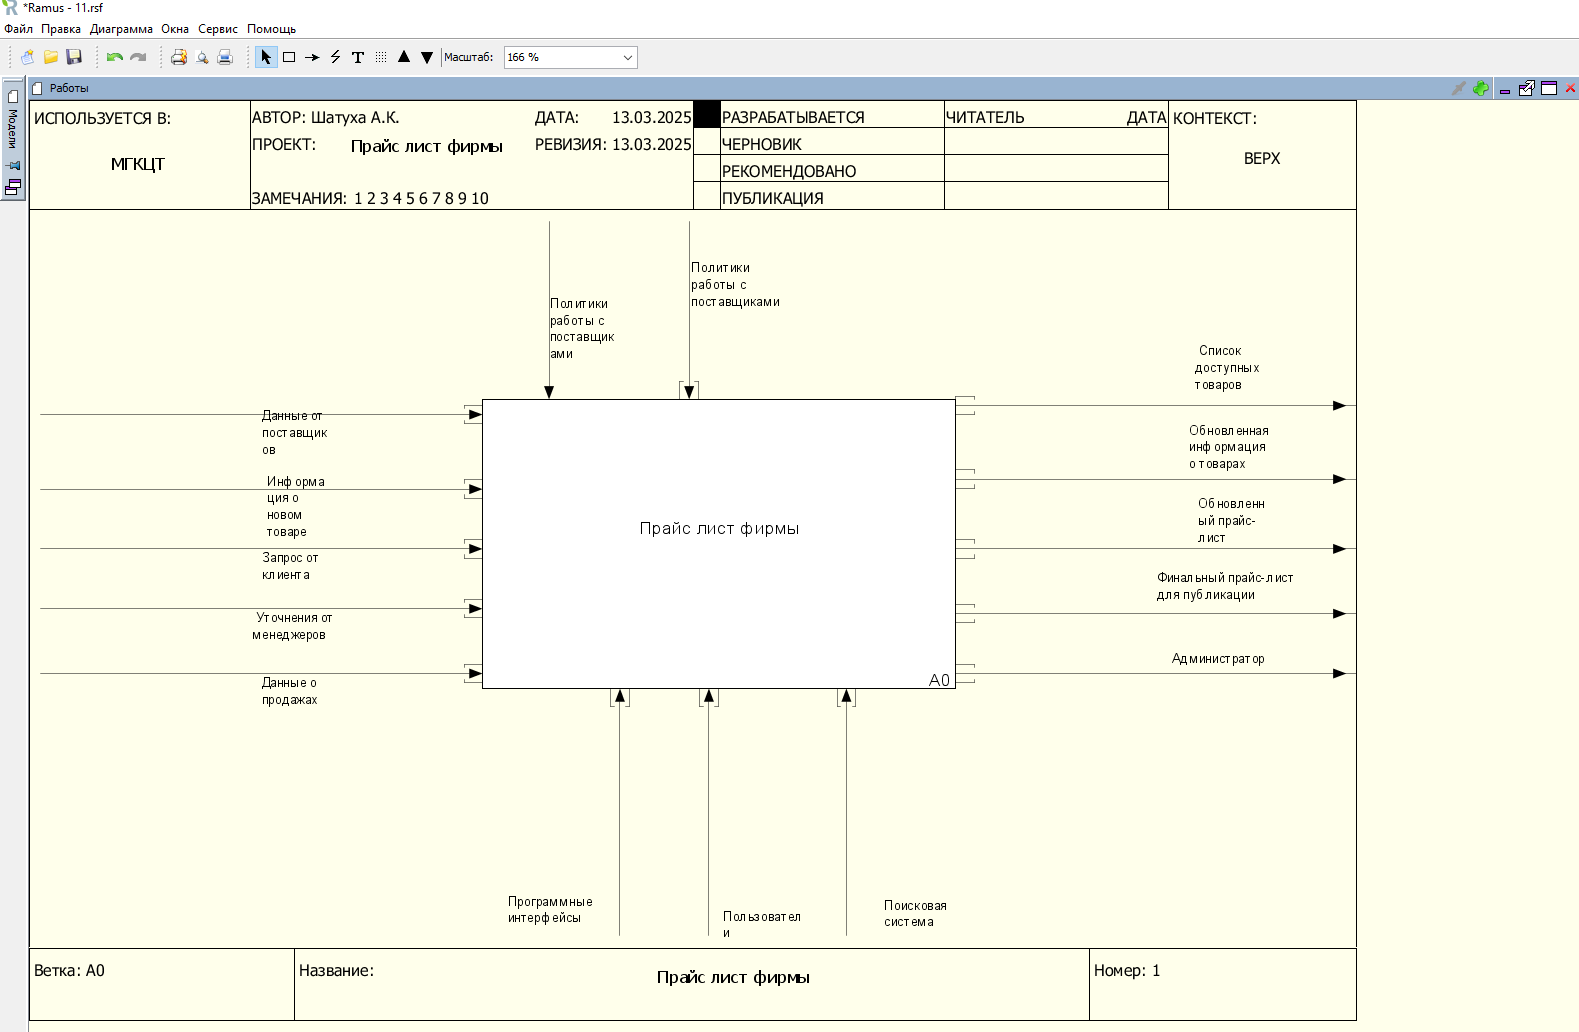 *Ramus - 11.rsf
Файл Правка Диаграмма Окна Сервис Помощь
Масштаб: 166 %
Модели
Работы
ИСПОЛЬЗУЕТСЯ В:
МГКЦТ
АВТОР: Шатуха А.К.
ДАТА: 13.03.2025
ПРОЕКТ: Прайс лист фирмы
РЕВИЗИЯ: 13.03.2025
ЗАМЕЧАНИЯ: 1 2 3 4 5 6 7 8 9 10
РАЗРАБАТЫВАЕТСЯ
ЧЕРНОВИК
РЕКОМЕНДОВАНО
ПУБЛИКАЦИЯ
ЧИТАТЕЛЬ ДАТА
КОНТЕКСТ:
ВЕРХ
Политики
работы с
поставщик
ами
Политики
работы с
поставщиками
Данные от
поставщик
ов
Информа
ция о
новом
товаре
Запрос от
клиента
Уточнения от
менеджеров
Данные о
продажах
Прайс лист фирмы
A0
Список
доступных
товаров
Обновленная
информация
о товарах
Обновленн
ый прайс-
лист
Финальный прайс-лист
для публикации
Администратор
Программные
интерфейсы
Пользовател
и
Поисковая
система
Ветка: A0
Название:
Прайс лист фирмы
Номер: 1